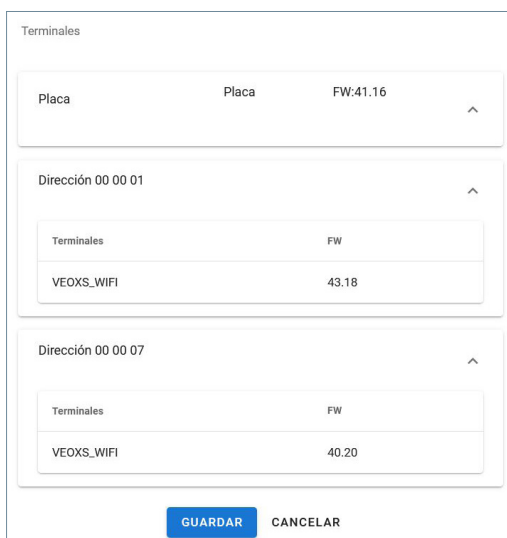 Terminales
Placa Placa FW:41.16
Dirección 00 00 01
Terminales FW
VEOXS_WIFI 43.18
Dirección 00 00 07
Terminales FW
VEOXS_WIFI 40.20
GUARDAR CANCELAR